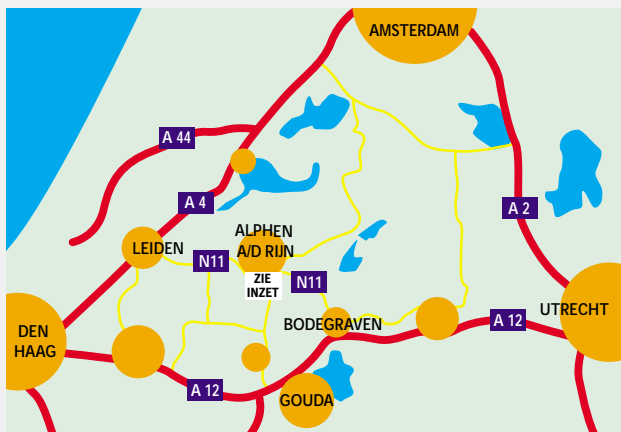 AMSTERDAM
A 44
A 4
A 2
ALPHEN
A/D RIJN
LEIDEN
N11
ZIE
INZET
N11
UTRECHT
DEN
HAAG
BODEGRAVEN
A 12
A 12
GOUDA